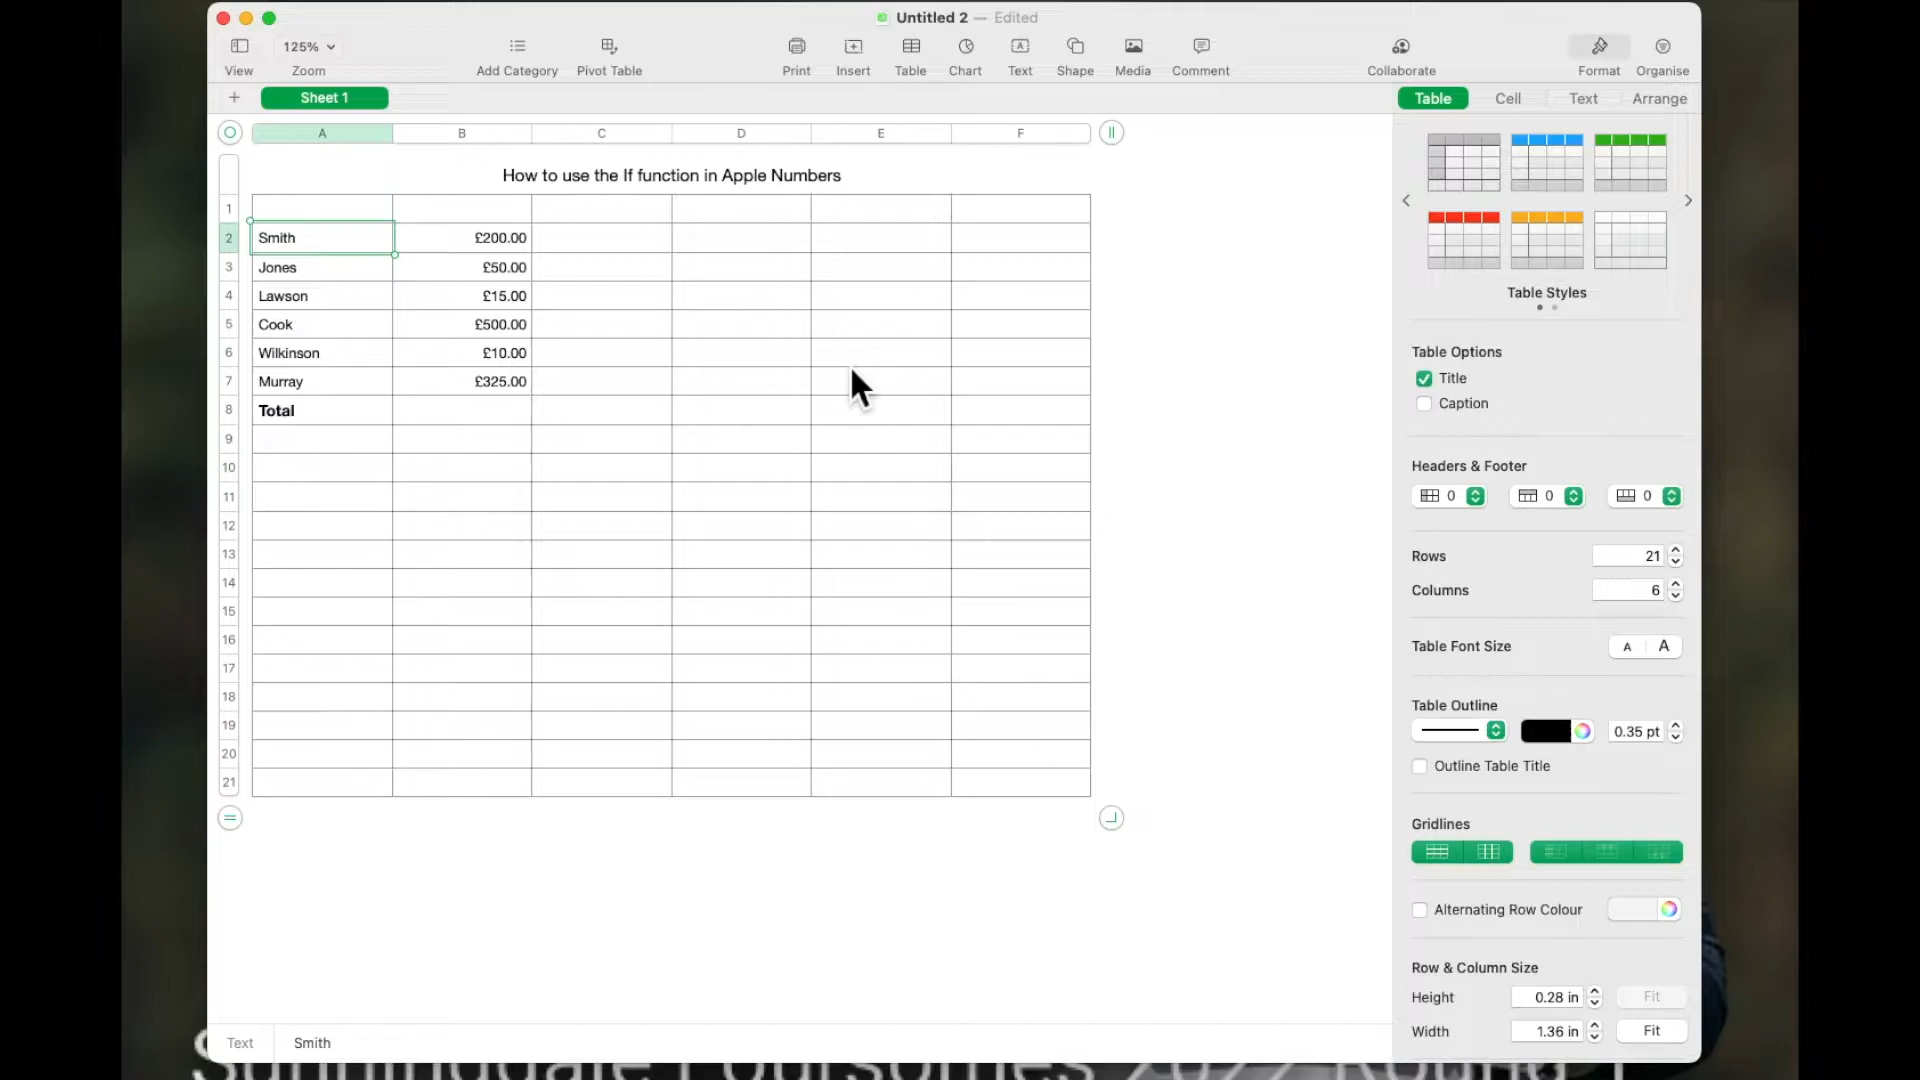 Untitled 2 — Edited
125%
View Zoom Add Category Pivot Table Print Insert Table Chart Text Shape Media Comment Collaborate Format Organise
+ Sheet 1
Table Cell Text Arrange
A B C D E F
How to use the If function in Apple Numbers
1
2 Smith £200.00
3 Jones £50.00
4 Lawson £15.00
5 Cook £500.00
6 Wilkinson £10.00
7 Murray £325.00
8 Total
9
10
11
12
13
14
15
16
17
18
19
20
21
Table Styles
Table Options
Title
Caption
Headers & Footer
0 0 0
Rows 21
Columns 6
Table Font Size A A
Table Outline
0.35 pt
Outline Table Title
Gridlines
Alternating Row Colour
Row & Column Size
Height 0.28 in Fit
Width 1.36 in Fit
Text Smith
Sunningdale Foursomes 2022 Round 1